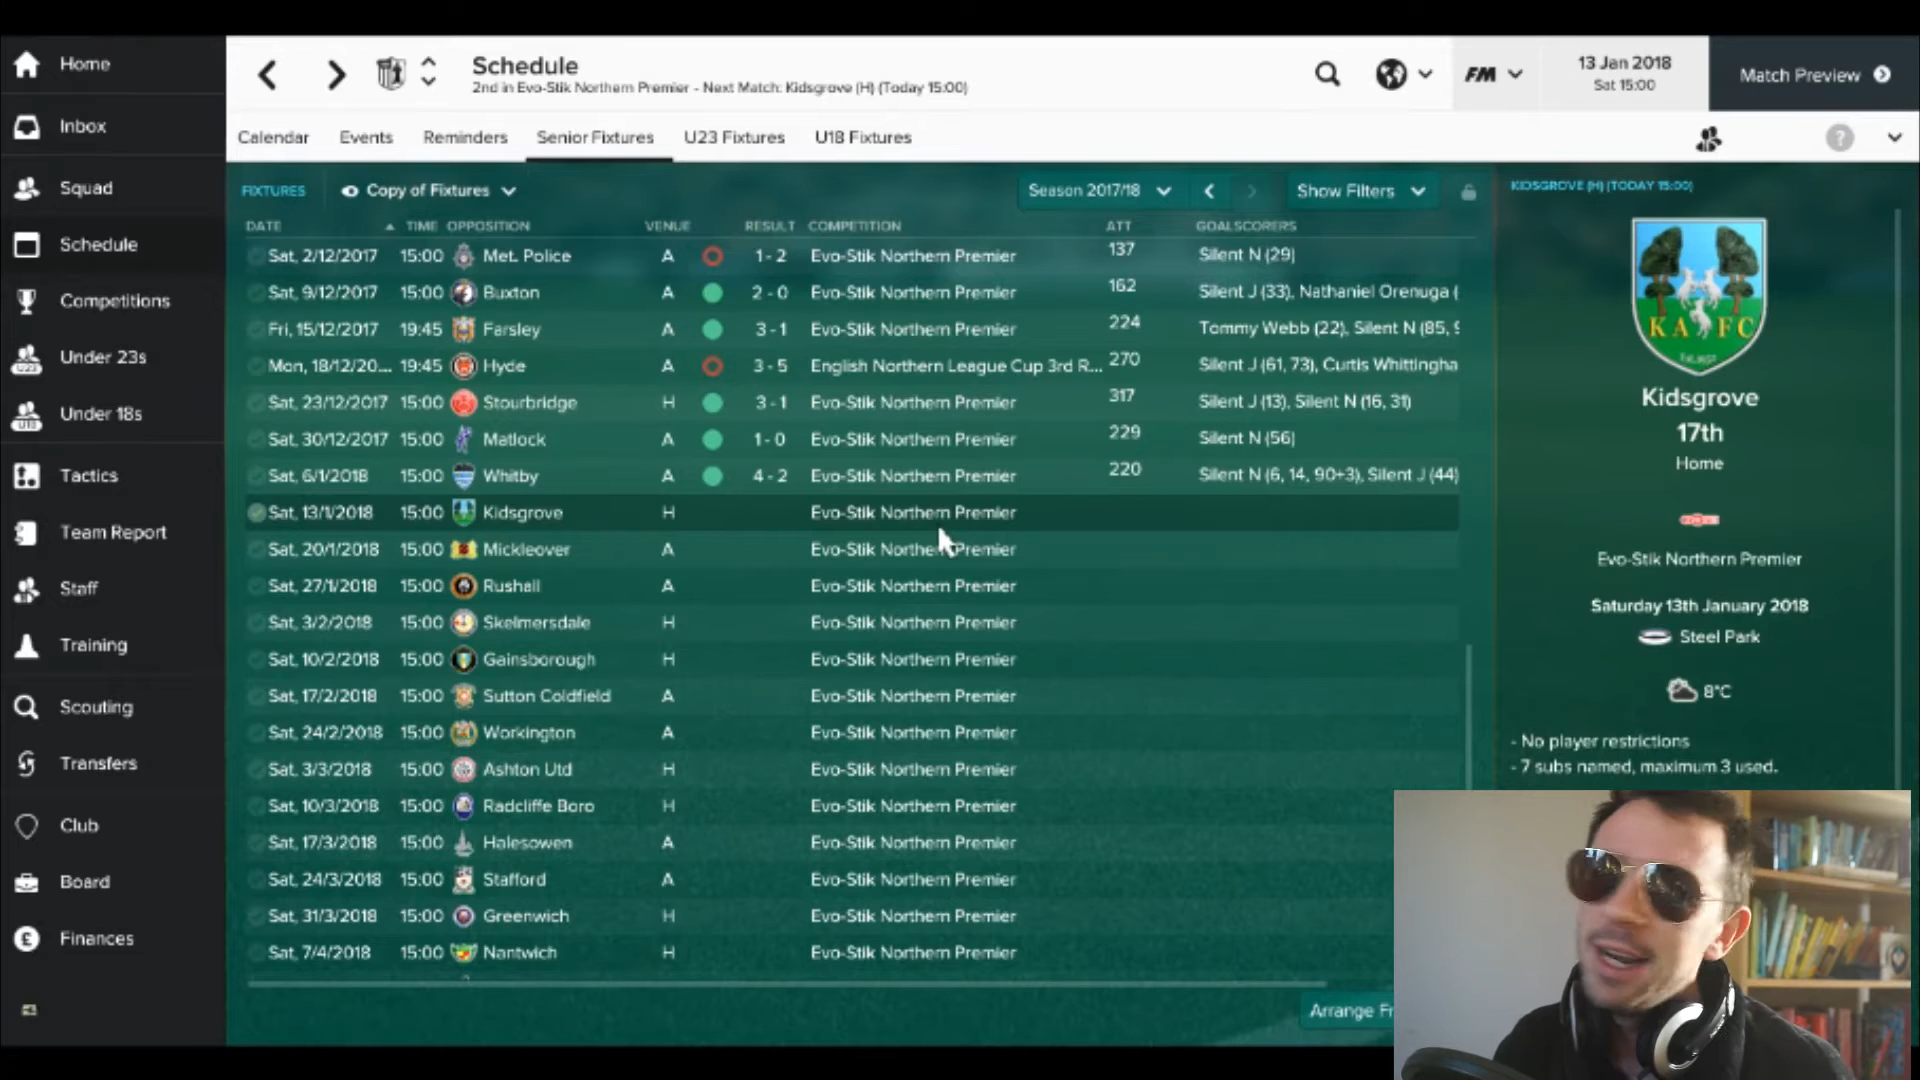 Home
Inbox
Squad
Schedule
Competitions
Under 23s
Under 18s
Tactics
Team Report
Staff
Training
Scouting
Transfers
Club
Board
Finances
Schedule
2nd in Evo-Stik Northern Premier - Next Match: Kidsgrove (H) (Today 15:00)
FM
13 Jan 2018
Sat 15:00
Match Preview
Calendar Events Reminders Senior Fixtures U23 Fixtures U18 Fixtures
?
FIXTURES Copy of Fixtures Season 2017/18 Show Filters
DATE TIME OPPOSITION VENUE RESULT COMPETITION ATT GOALSCORERS
Sat, 2/12/2017 15:00 Met. Police A 1 - 2 Evo-Stik Northern Premier 137 Silent N (29)
Sat, 9/12/2017 15:00 Buxton A 2 - 0 Evo-Stik Northern Premier 162 Silent J (33), Nathaniel Orenuga (
Fri, 15/12/2017 19:45 Farsley A 3 - 1 Evo-Stik Northern Premier 224 Tommy Webb (22), Silent N (85, 9
Mon, 18/12/20... 19:45 Hyde A 3 - 5 English Northern League Cup 3rd R... 270 Silent J (61, 73), Curtis Whittingha
Sat, 23/12/2017 15:00 Stourbridge H 3 - 1 Evo-Stik Northern Premier 317 Silent J (13), Silent N (16, 31)
Sat, 30/12/2017 15:00 Matlock A 1 - 0 Evo-Stik Northern Premier 229 Silent N (56)
Sat, 6/1/2018 15:00 Whitby A 4 - 2 Evo-Stik Northern Premier 220 Silent N (6, 14, 90+3), Silent J (44)
Sat, 13/1/2018 15:00 Kidsgrove H Evo-Stik Northern Premier
Sat, 20/1/2018 15:00 Mickleover A Evo-Stik Northern Premier
Sat, 27/1/2018 15:00 Rushall A Evo-Stik Northern Premier
Sat, 3/2/2018 15:00 Skelmersdale H Evo-Stik Northern Premier
Sat, 10/2/2018 15:00 Gainsborough H Evo-Stik Northern Premier
Sat, 17/2/2018 15:00 Sutton Coldfield A Evo-Stik Northern Premier
Sat, 24/2/2018 15:00 Workington A Evo-Stik Northern Premier
Sat, 3/3/2018 15:00 Ashton Utd H Evo-Stik Northern Premier
Sat, 10/3/2018 15:00 Radcliffe Boro H Evo-Stik Northern Premier
Sat, 17/3/2018 15:00 Halesowen A Evo-Stik Northern Premier
Sat, 24/3/2018 15:00 Stafford A Evo-Stik Northern Premier
Sat, 31/3/2018 15:00 Greenwich H Evo-Stik Northern Premier
Sat, 7/4/2018 15:00 Nantwich H Evo-Stik Northern Premier
Arrange Fr
KIDSGROVE (H) (TODAY 15:00)
KAFC
Kidsgrove
17th
Home
Evo-Stik Northern Premier
Saturday 13th January 2018
Steel Park
8°C
- No player restrictions
- 7 subs named, maximum 3 used.